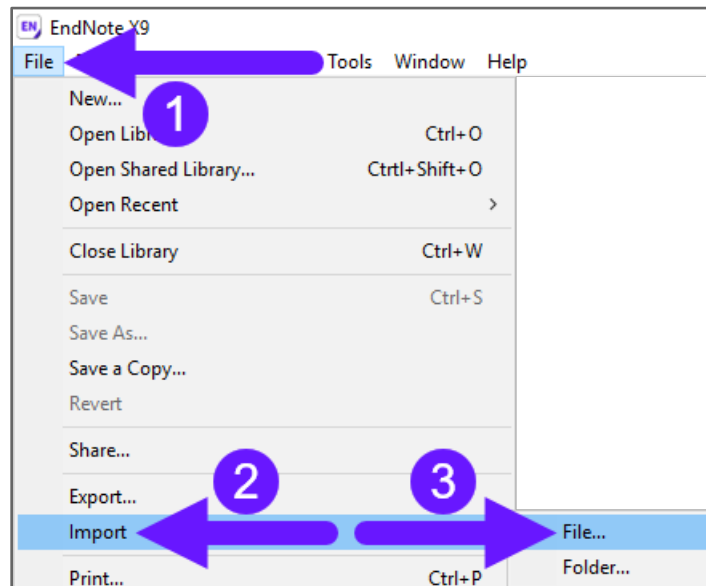 EN EndNote X9
File Tools Window Help
1
New...
Open Ctrl+O
Open Shared Library... Ctrtl+Shift+O
Open Recent >
Close Library Ctrl+W
Save Ctrl+S
Save As...
Save a Copy...
Revert
Share...
2 3
Export...
Import File...
Folder...
Print... Ctrl+P